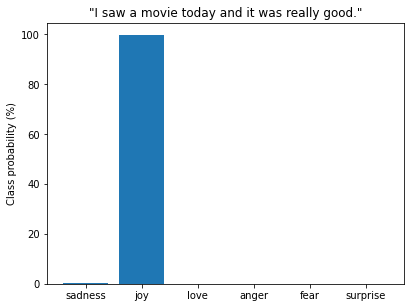 "I saw a movie today and it was really good."
Class probability (%)
100
80
60
40
20
0
sadness joy love anger fear surprise